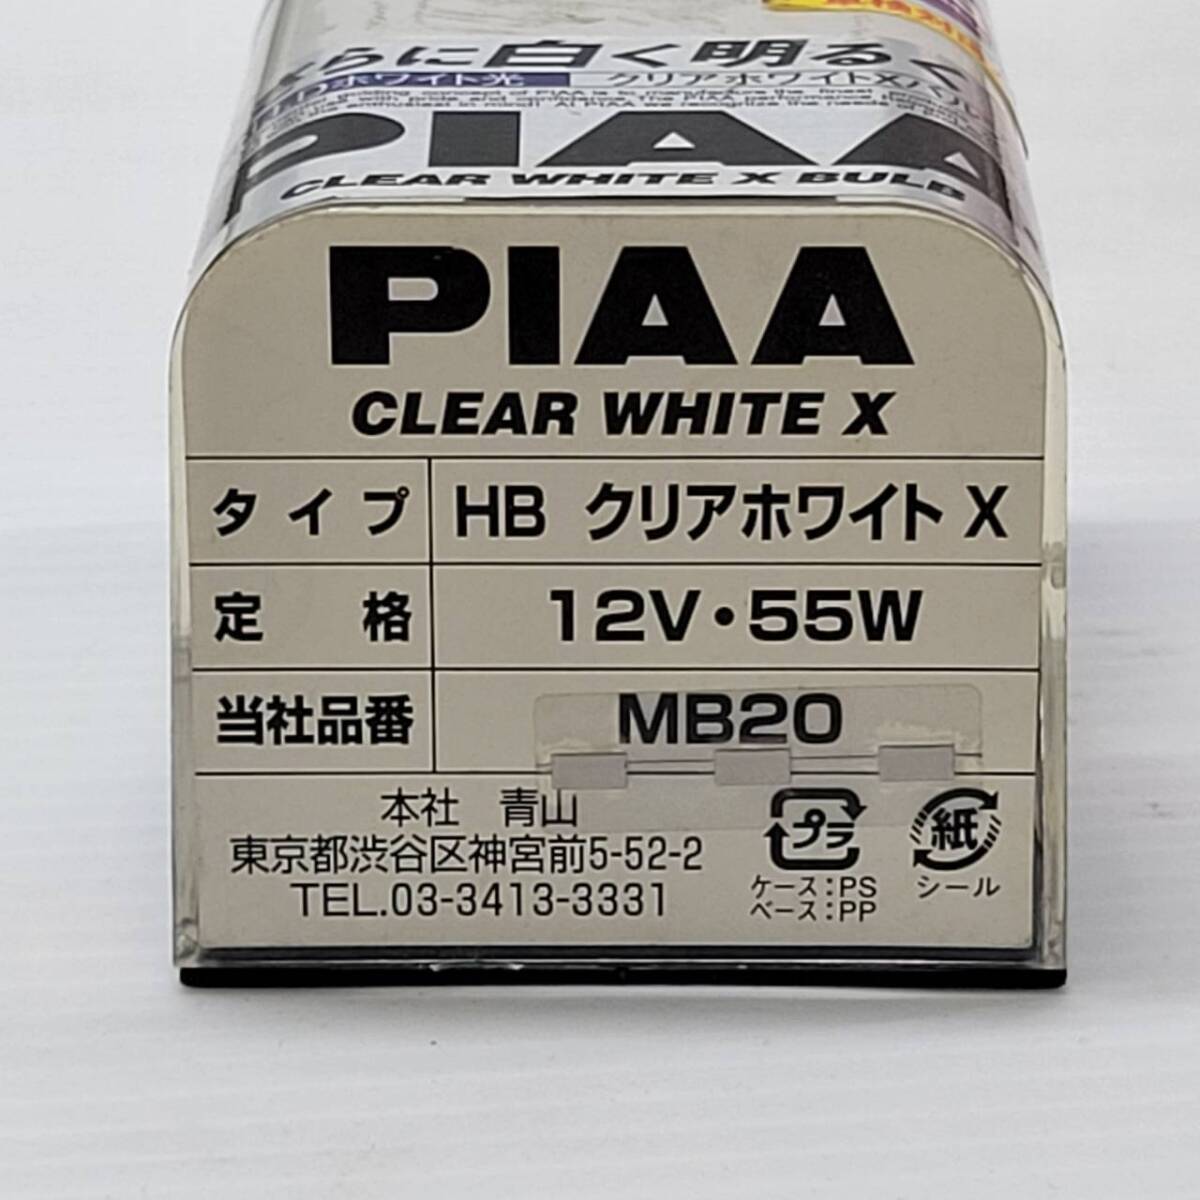 らに白く明るく
ホワイト光 クリアホワイトXバル
PIAA
CLEAR WHITE X BULB
PIAA
CLEAR WHITE X
タイプ HB クリアホワイト X
定格 12V・55W
当社品番 MB20
本社 青山
東京都渋谷区神宮前5-52-2
TEL.03-3413-3331
プラ
ケース:PS
ベース:PP
紙
シール